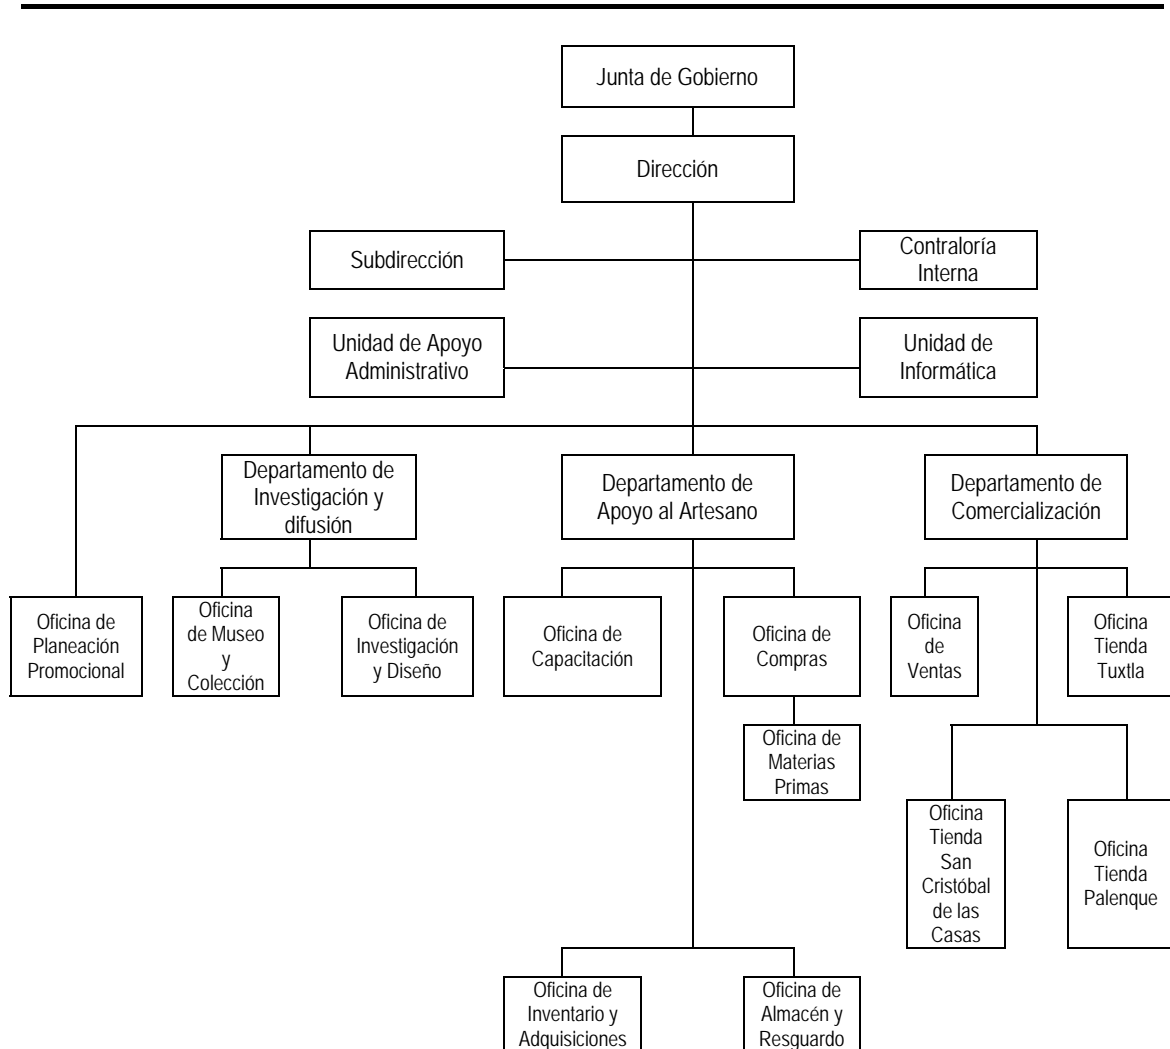 Junta de Gobierno
Dirección
Subdirección
Contraloría
Interna
Unidad de Apoyo
Administrativo
Unidad de
Informática
Departamento de
Investigación y
difusión
Departamento de
Apoyo al Artesano
Departamento de
Comercialización
Oficina de
Planeación
Promocional
Oficina
de Museo
y
Colección
Oficina de
Investigación
y Diseño
Oficina de
Capacitación
Oficina de
Compras
Oficina
de
Ventas
Oficina
Tienda
Tuxtla
Oficina de
Materias
Primas
Oficina
Tienda
San
Cristóbal
de las
Casas
Oficina
Tienda
Palenque
Oficina de
Inventario y
Adquisiciones
Oficina de
Almacén y
Resguardo